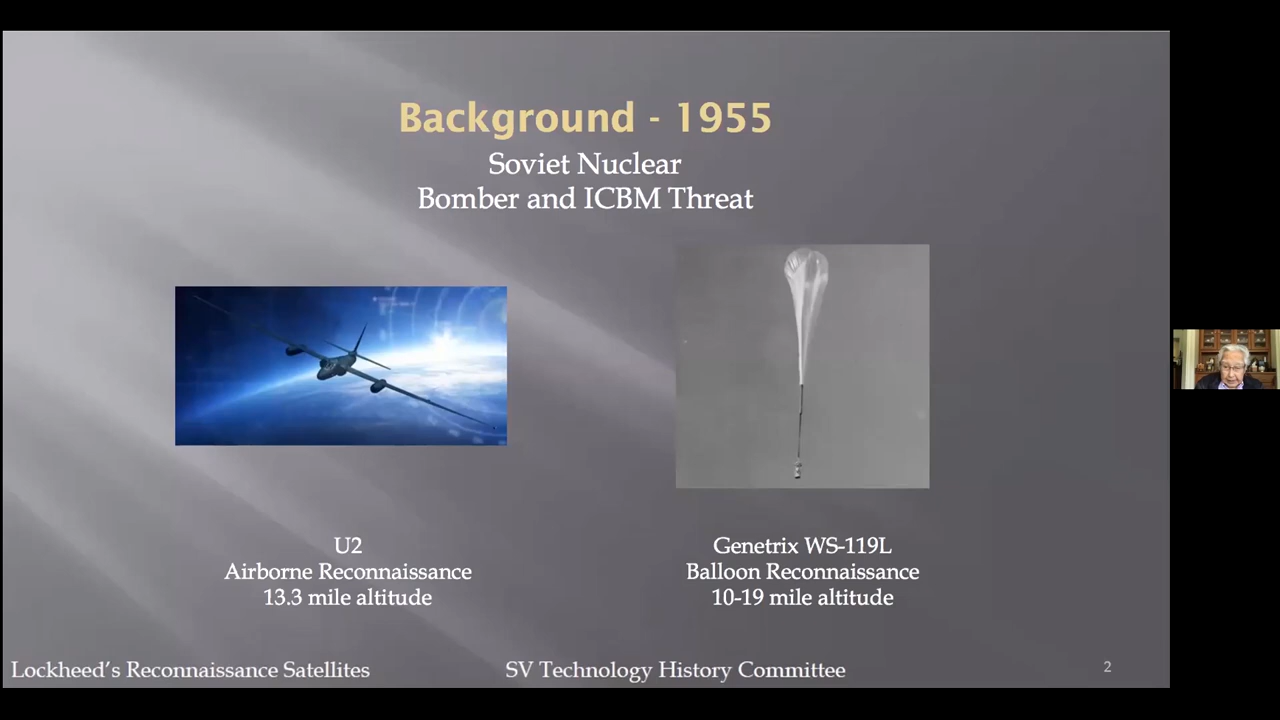 Background - 1955
Soviet Nuclear
Bomber and ICBM Threat
U2
Airborne Reconnaissance
13.3 mile altitude
Genetrix WS-119L
Balloon Reconnaissance
10-19 mile altitude
Lockheed's Reconnaissance Satellites
SV Technology History Committee
2